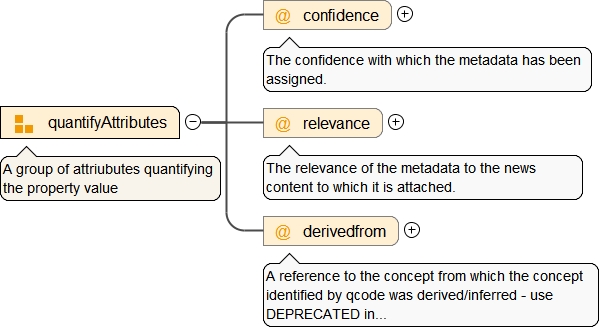 @ confidence
The confidence with which the metadata has been
assigned.
quantifyAttributes
A group of attriubutes quantifying
the property value
@ relevance
The relevance of the metadata to the news
content to which it is attached.
@ derivedfrom
A reference to the concept from which the concept
identified by qcode was derived/inferred - use
DEPRECATED in...